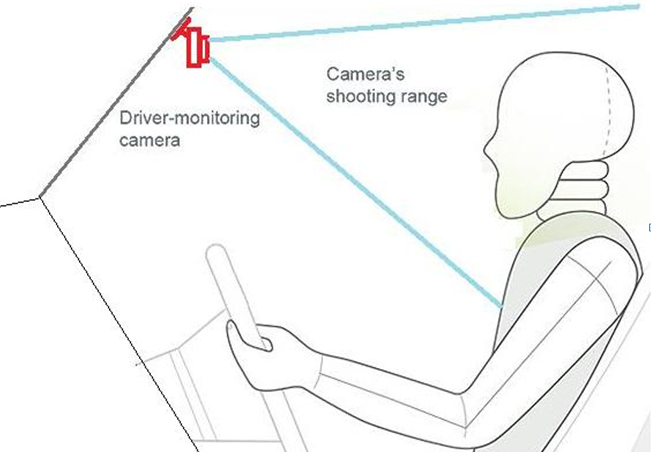 Camera's
shooting range
Driver-monitoring
camera